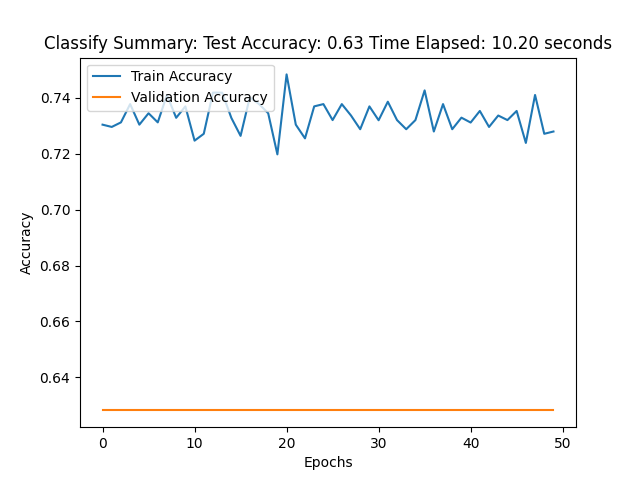 Classify Summary: Test Accuracy: 0.63 Time Elapsed: 10.20 seconds
Train Accuracy
Validation Accuracy
0.74
0.72
0.70
0.68
0.66
0.64
Accuracy
0 10 20 30 40 50
Epochs